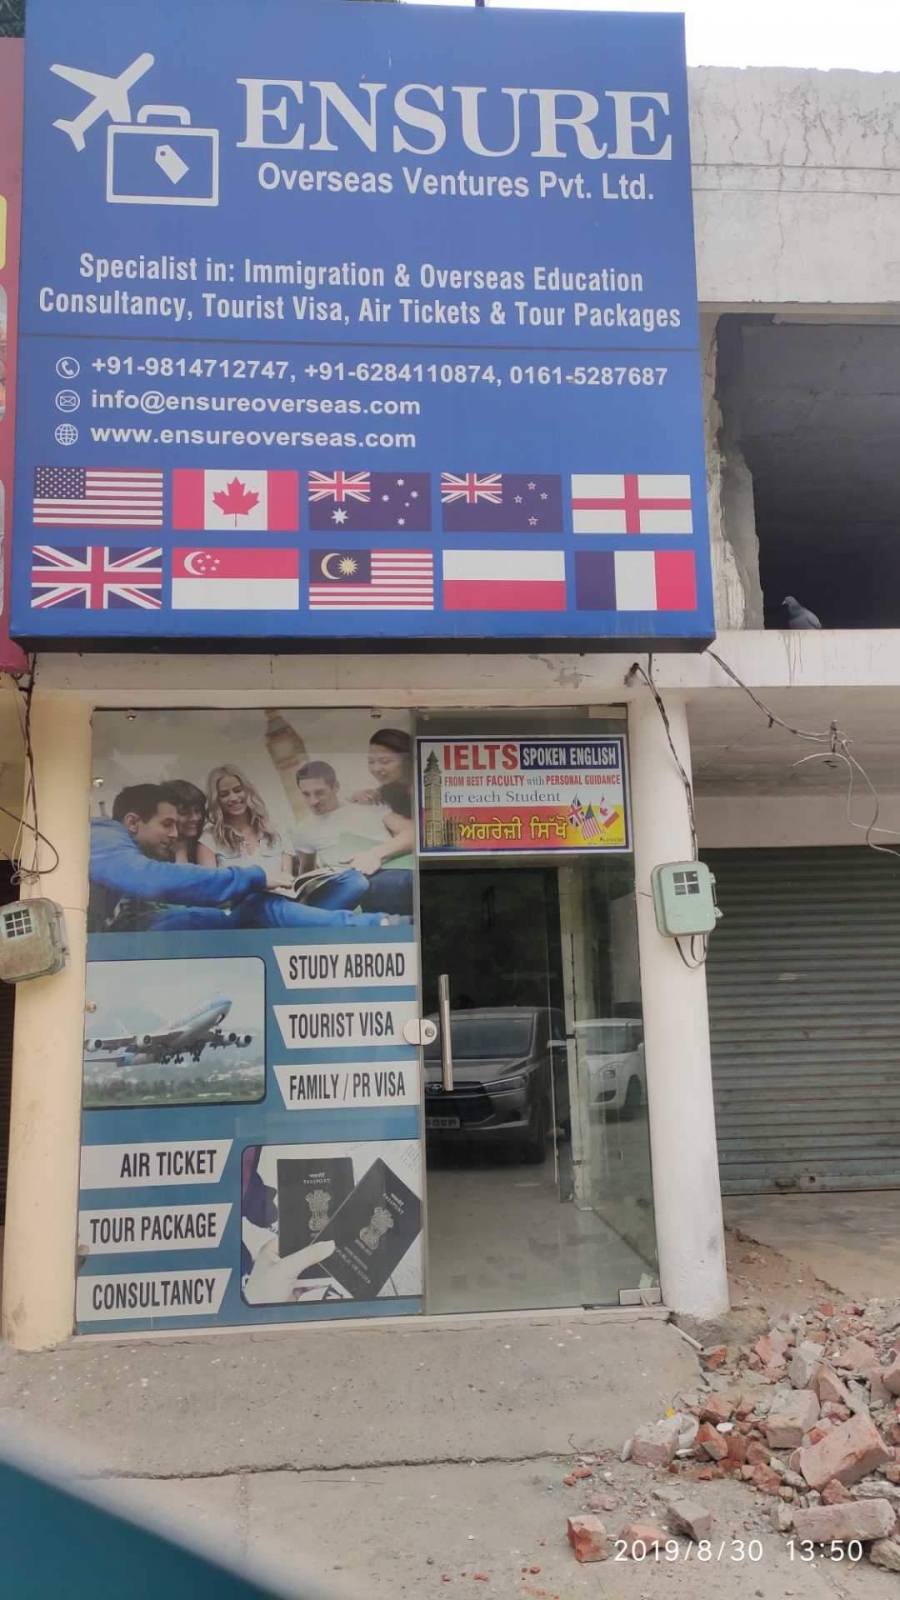 ENSURE
Overseas Ventures Pvt. Ltd.
Specialist in: Immigration & Overseas Education
Consultancy, Tourist Visa, Air Tickets & Tour Packages
+91-9814712747, +91-6284110874, 0161-5287687
info@ensureoverseas.com
www.ensureoverseas.com
IELTS SPOKEN ENGLISH
FROM BEST FACULTY with PERSONAL GUIDANCE
for each Student
ਅੰਗਰੇਜ਼ੀ ਸਿੱਖੋ
STUDY ABROAD
TOURIST VISA
FAMILY / PR VISA
AIR TICKET
TOUR PACKAGE
CONSULTANCY
PASSPORT
2019/8/30 13:50